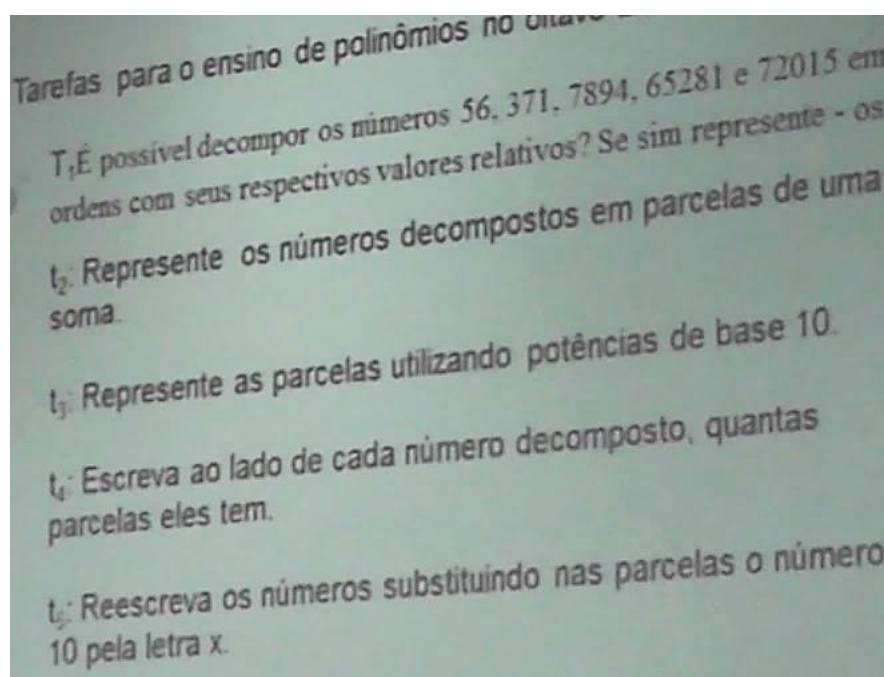 Tarefas para o ensino de polinômios no oitavo
T₁É possível decompor os números 56, 371, 7894, 65281 e 72015 em
ordens com seus respectivos valores relativos? Se sim represente - os
t₂: Represente os números decompostos em parcelas de uma
soma.
t₃: Represente as parcelas utilizando potências de base 10.
t₄: Escreva ao lado de cada número decomposto, quantas
parcelas eles tem.
t₅: Reescreva os números substituindo nas parcelas o número
10 pela letra x.